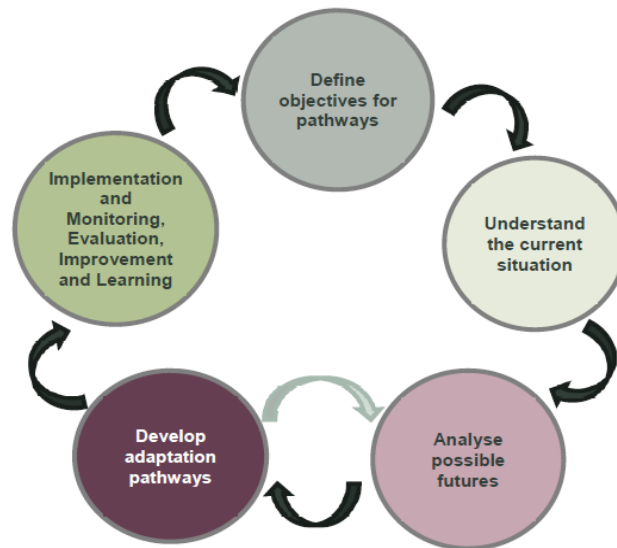 Define
objectives for
pathways
Understand
the current
situation
Analyse
possible
futures
Develop
adaptation
pathways
Implementation
and
Monitoring,
Evaluation,
Improvement
and Learning